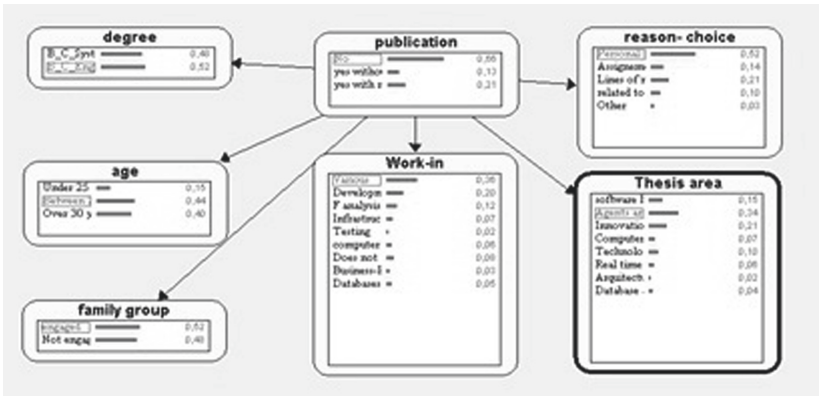 degree
B_C_Syst 0,48
0,52
publication
No 0,66
yes witho 0,13
yes with r 0,21
reason- choice
Personal 0,52
Assignem 0,14
Lines of r 0,21
related to 0,10
Other 0,03
age
Under 25 0,15
Between 0,44
Over 30 y 0,40
Work-in
Various 0,36
Developm 0,20
F analysis 0,12
Infrastruc 0,07
Testing 0,02
computer 0,06
Does not 0,08
Business-I 0,03
Databases 0,05
Thesis area
software I 0,15
Agents an 0,34
Innovatio 0,21
Computer 0,07
Technolo 0,10
Real time 0,06
Arquitect 0,02
Database 0,04
family group
engaged 0,52
Not engag 0,48